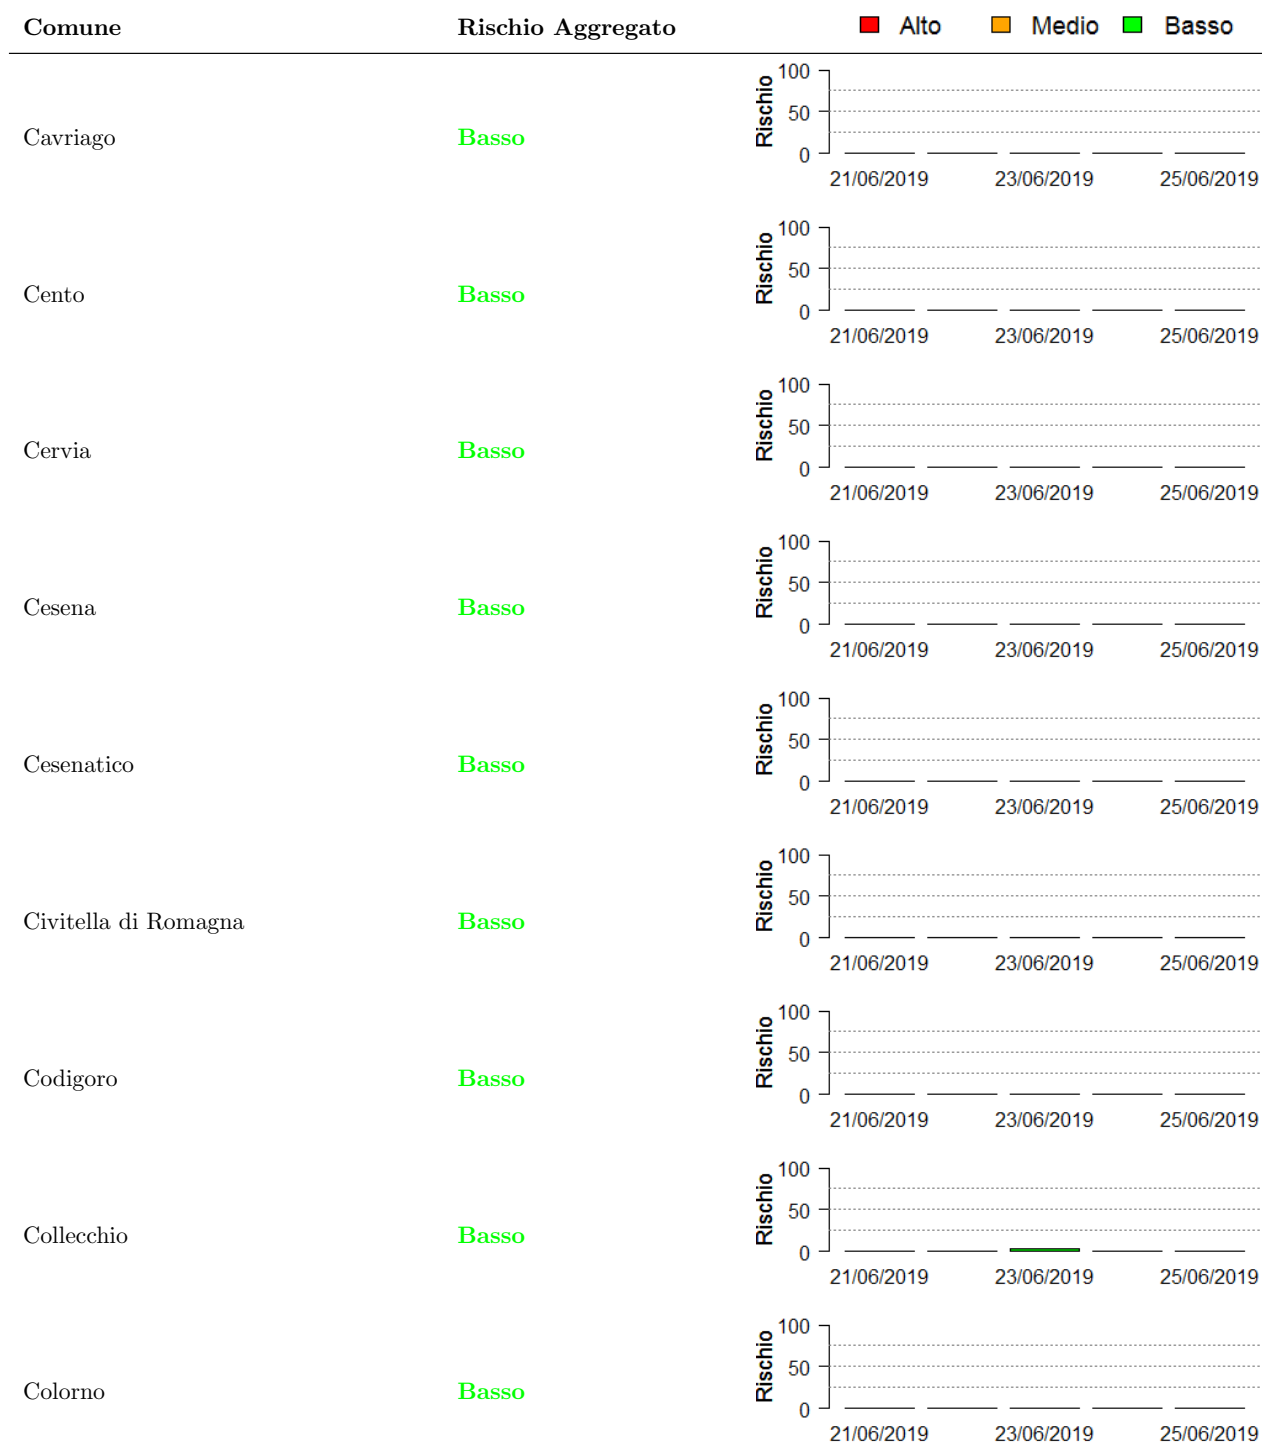 Comune Rischio Aggregato Alto Medio Basso
100
50
0
Rischio
Cavriago Basso
21/06/2019 23/06/2019 25/06/2019
100
50
0
Rischio
Cento Basso
21/06/2019 23/06/2019 25/06/2019
100
50
0
Rischio
Cervia Basso
21/06/2019 23/06/2019 25/06/2019
100
50
0
Rischio
Cesena Basso
21/06/2019 23/06/2019 25/06/2019
100
50
0
Rischio
Cesenatico Basso
21/06/2019 23/06/2019 25/06/2019
100
50
0
Rischio
Civitella di Romagna Basso
21/06/2019 23/06/2019 25/06/2019
100
50
0
Rischio
Codigoro Basso
21/06/2019 23/06/2019 25/06/2019
100
50
0
Rischio
Collecchio Basso
21/06/2019 23/06/2019 25/06/2019
100
50
0
Rischio
Colorno Basso
21/06/2019 23/06/2019 25/06/2019